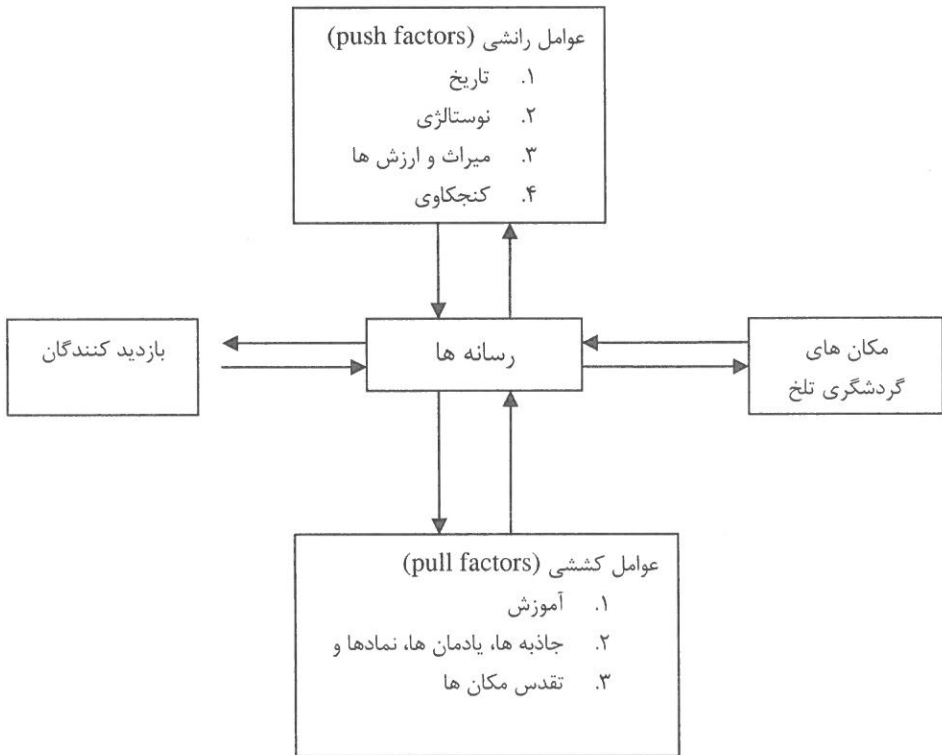 عوامل رانشی (push factors)
۱. تاریخ
۲. نوستالژی
۳. میراث و ارزش ها
۴. کنجکاوی
مکان های
گردشگری تلخ
رسانه ها
بازدید کنندگان
عوامل کششی (pull factors)
۱. آموزش
۲. جاذبه ها، یادمان ها، نمادها و
۳. تقدس مکان ها